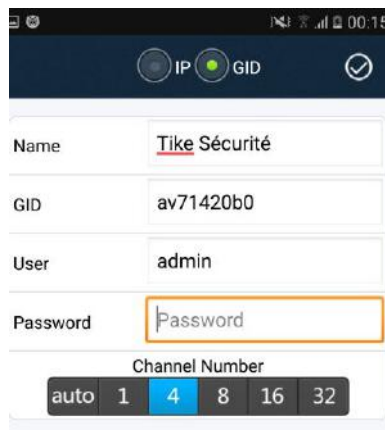 00:15
IP GID
Name Tike Sécurité
GID av71420b0
User admin
Password Password
Channel Number
auto 1 4 8 16 32